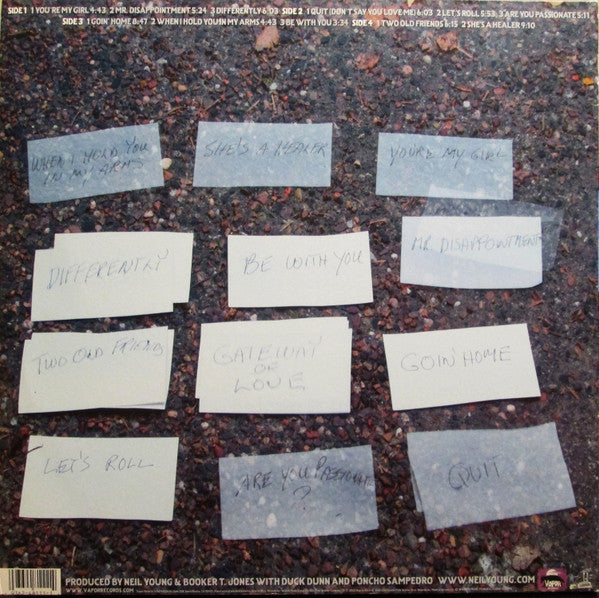 SIDE 1 1 YOU'RE MY GIRL 4:43 2 MR. DISAPPOINTMENT 5:24 3 DIFFERENTLY 6:03 SIDE 2 1 QUIT (DON'T SAY YOU LOVE ME) 6:03 2 LET'S ROLL 5:53 3 ARE YOU PASSIONATE 5:11
SIDE 3 1 GOIN' HOME 8:47 2 WHEN I HOLD YOU IN MY ARMS 4:43 3 BE WITH YOU 3:34 SIDE 4 1 TWO OLD FRIENDS 6:15 2 SHE'S A HEALER 9:10
WHEN I HOLD YOU
IN MY ARMS
SHE'S A HEALER
YOU'RE MY GIRL
DIFFERENTLY
BE WITH YOU
MR. DISAPPOINTMENT
TWO OLD FRIENDS
GATEWAY
OF
LOVE
GOIN' HOME
LET'S ROLL
ARE YOU PASSIONATE
?
QUIT
PRODUCED BY NEIL YOUNG & BOOKER T. JONES WITH DUCK DUNN AND PONCHO SAMPEDRO WWW.NEILYOUNG.COM
WWW.VAPORRECORDS.COM
VAPOR